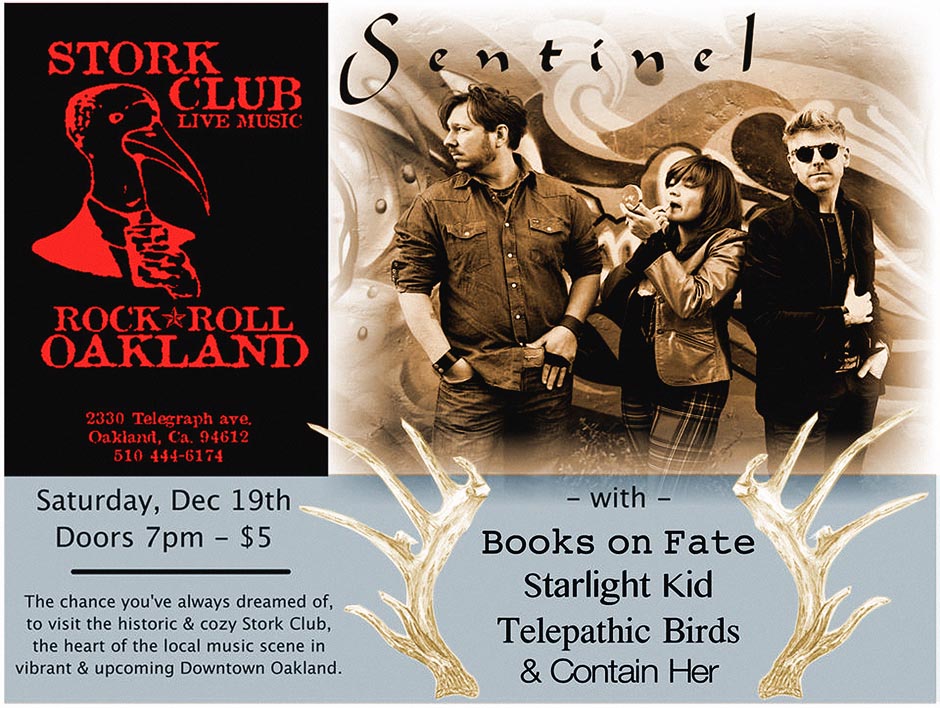 STORK
CLUB
LIVE MUSIC
ROCK★ROLL
OAKLAND
2330 Telegraph ave.
Oakland, Ca. 94612
510 444-6174
Sentinel
Saturday, Dec 19th
Doors 7pm – $5
The chance you've always dreamed of,
to visit the historic & cozy Stork Club,
the heart of the local music scene in
vibrant & upcoming Downtown Oakland.
– with –
Books on Fate
Starlight Kid
Telepathic Birds
& Contain Her